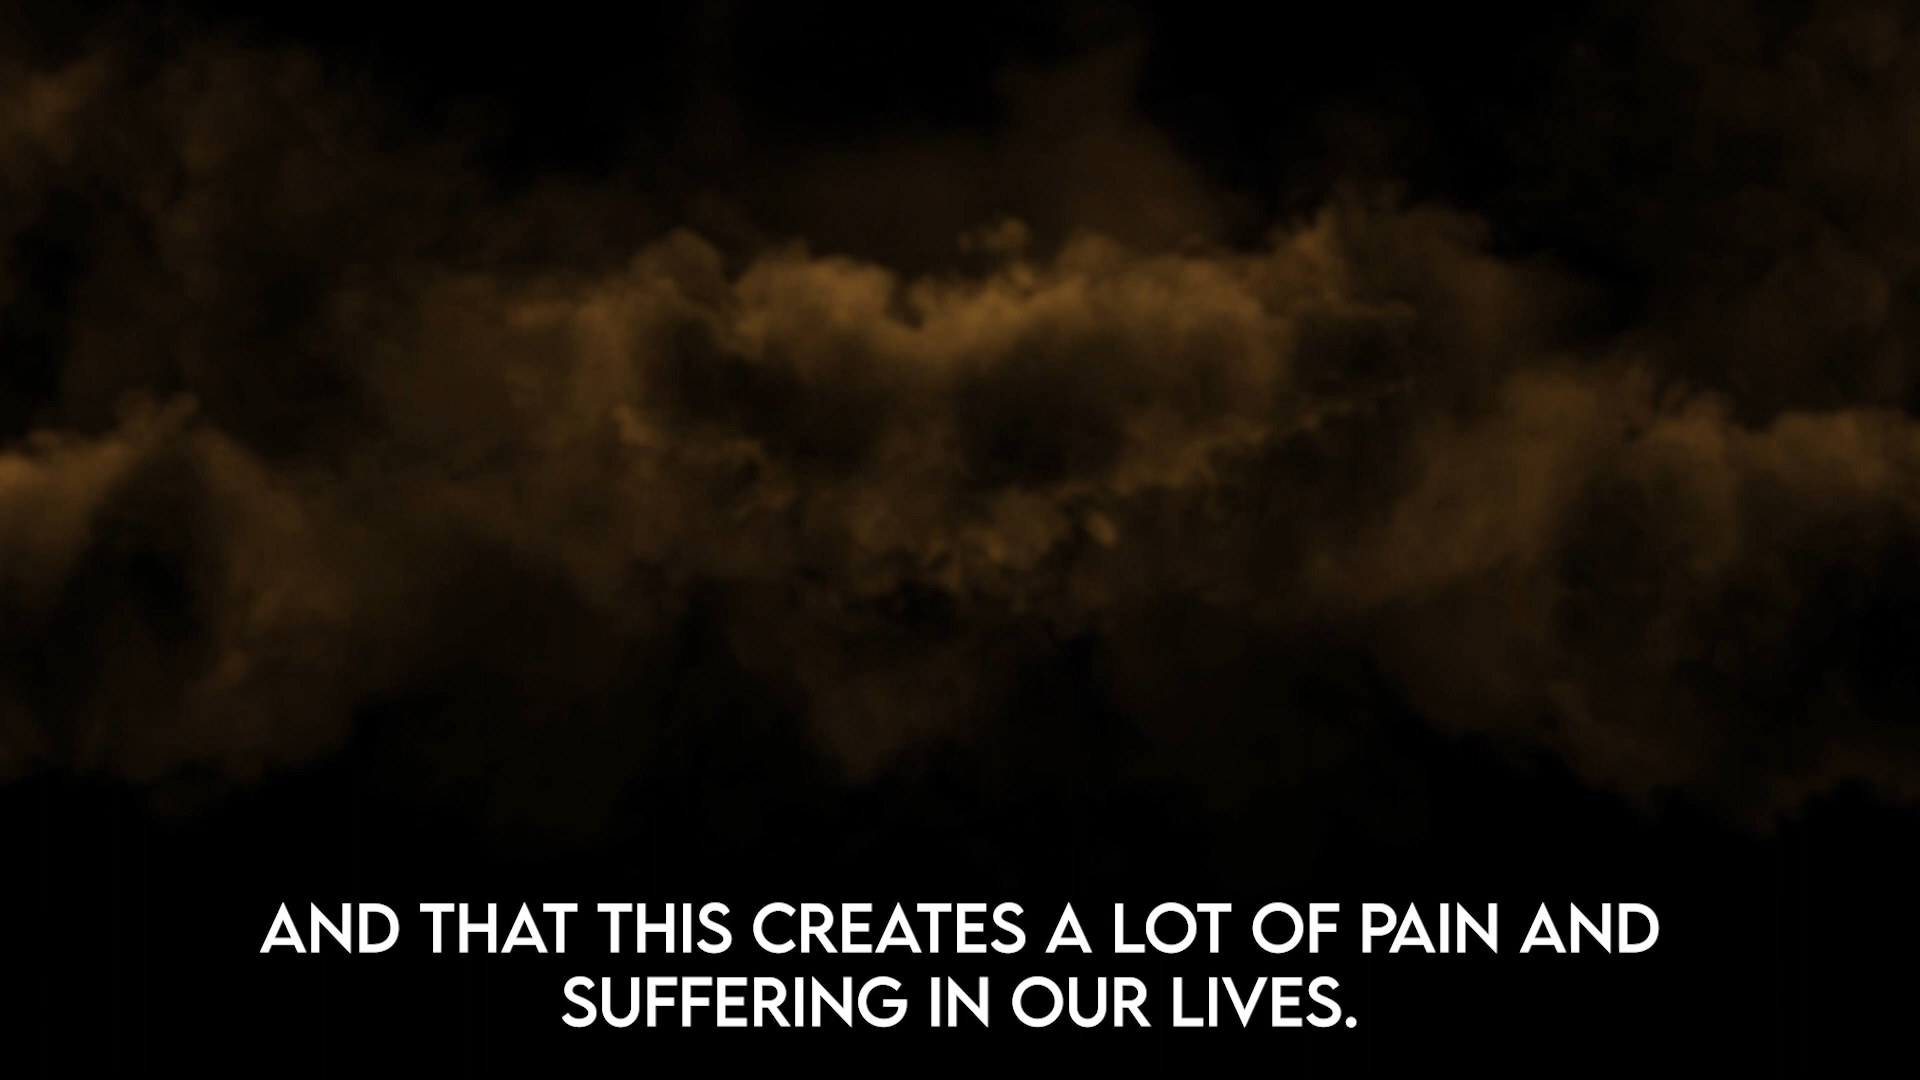 AND THAT THIS CREATES A LOT OF PAIN AND
SUFFERING IN OUR LIVES.